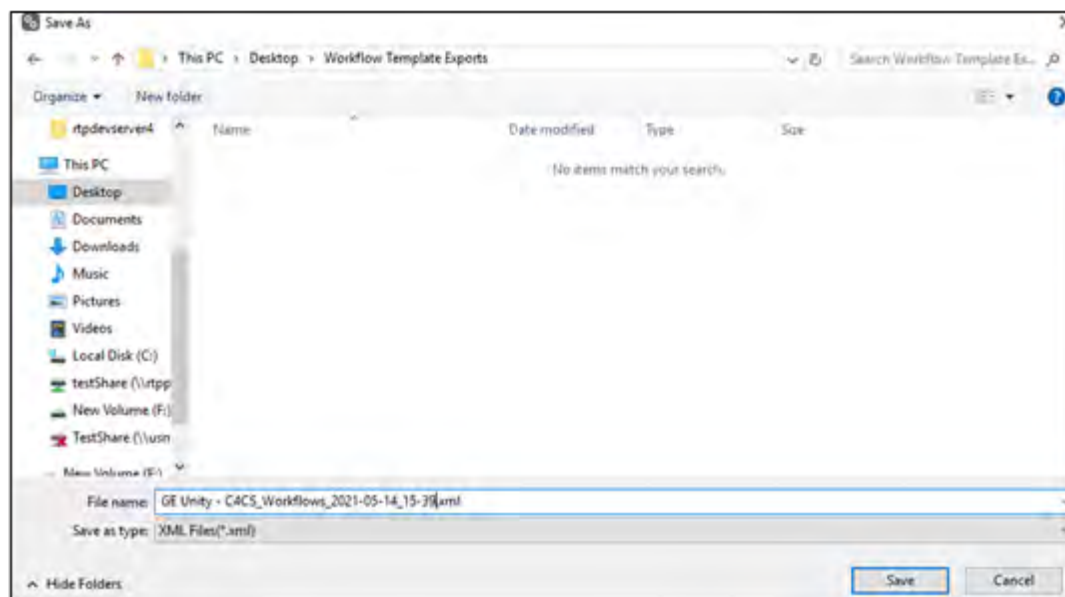 Save As
This PC › Desktop › Workflow Template Exports
Search Workflow Template Ex...
Organize
New folder
Name
Date modified
Type
Size
rtpdevserver4
This PC
Desktop
Documents
Downloads
Music
Pictures
Videos
Local Disk (C:)
testShare (\\rtpp
New Volume (F:)
TestShare (\\usn
New Volume (F:)
No items match your search.
File name: GE Unity - C4CS_Workflows_2021-05-14_15-39.xml
Save as type: XML Files(*.xml)
Hide Folders
Save
Cancel